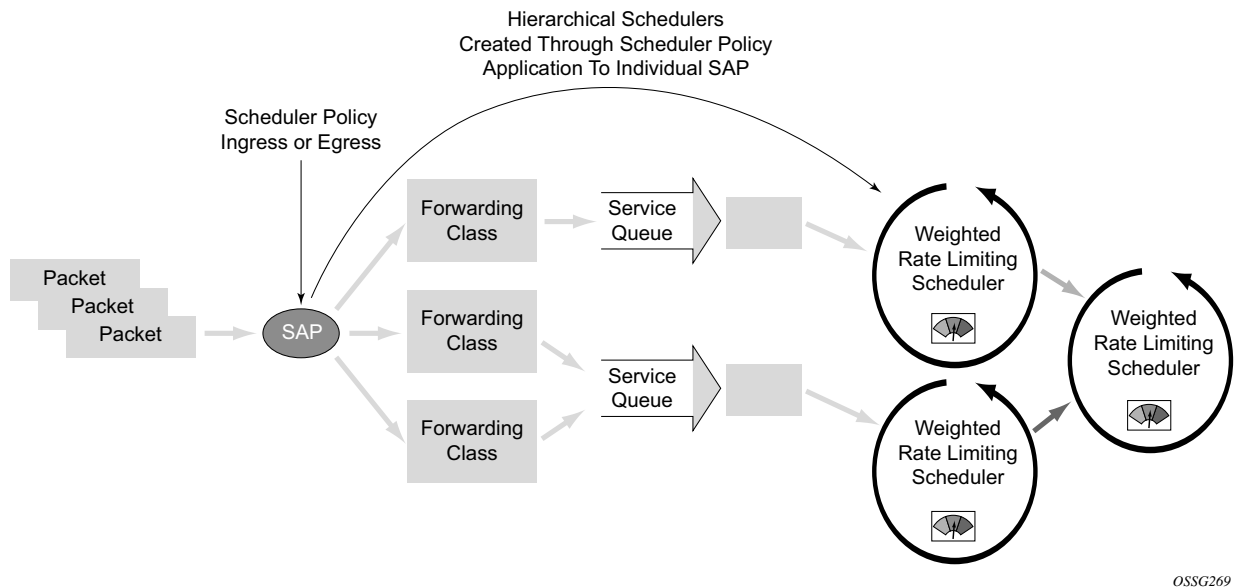 Hierarchical Schedulers
Created Through Scheduler Policy
Application To Individual SAP
Scheduler Policy
Ingress or Egress
Forwarding
Class
Service
Queue
Weighted
Rate Limiting
Scheduler
Packet
Packet
Packet
SAP
Forwarding
Class
Service
Queue
Weighted
Rate Limiting
Scheduler
Forwarding
Class
Weighted
Rate Limiting
Scheduler
OSSG269